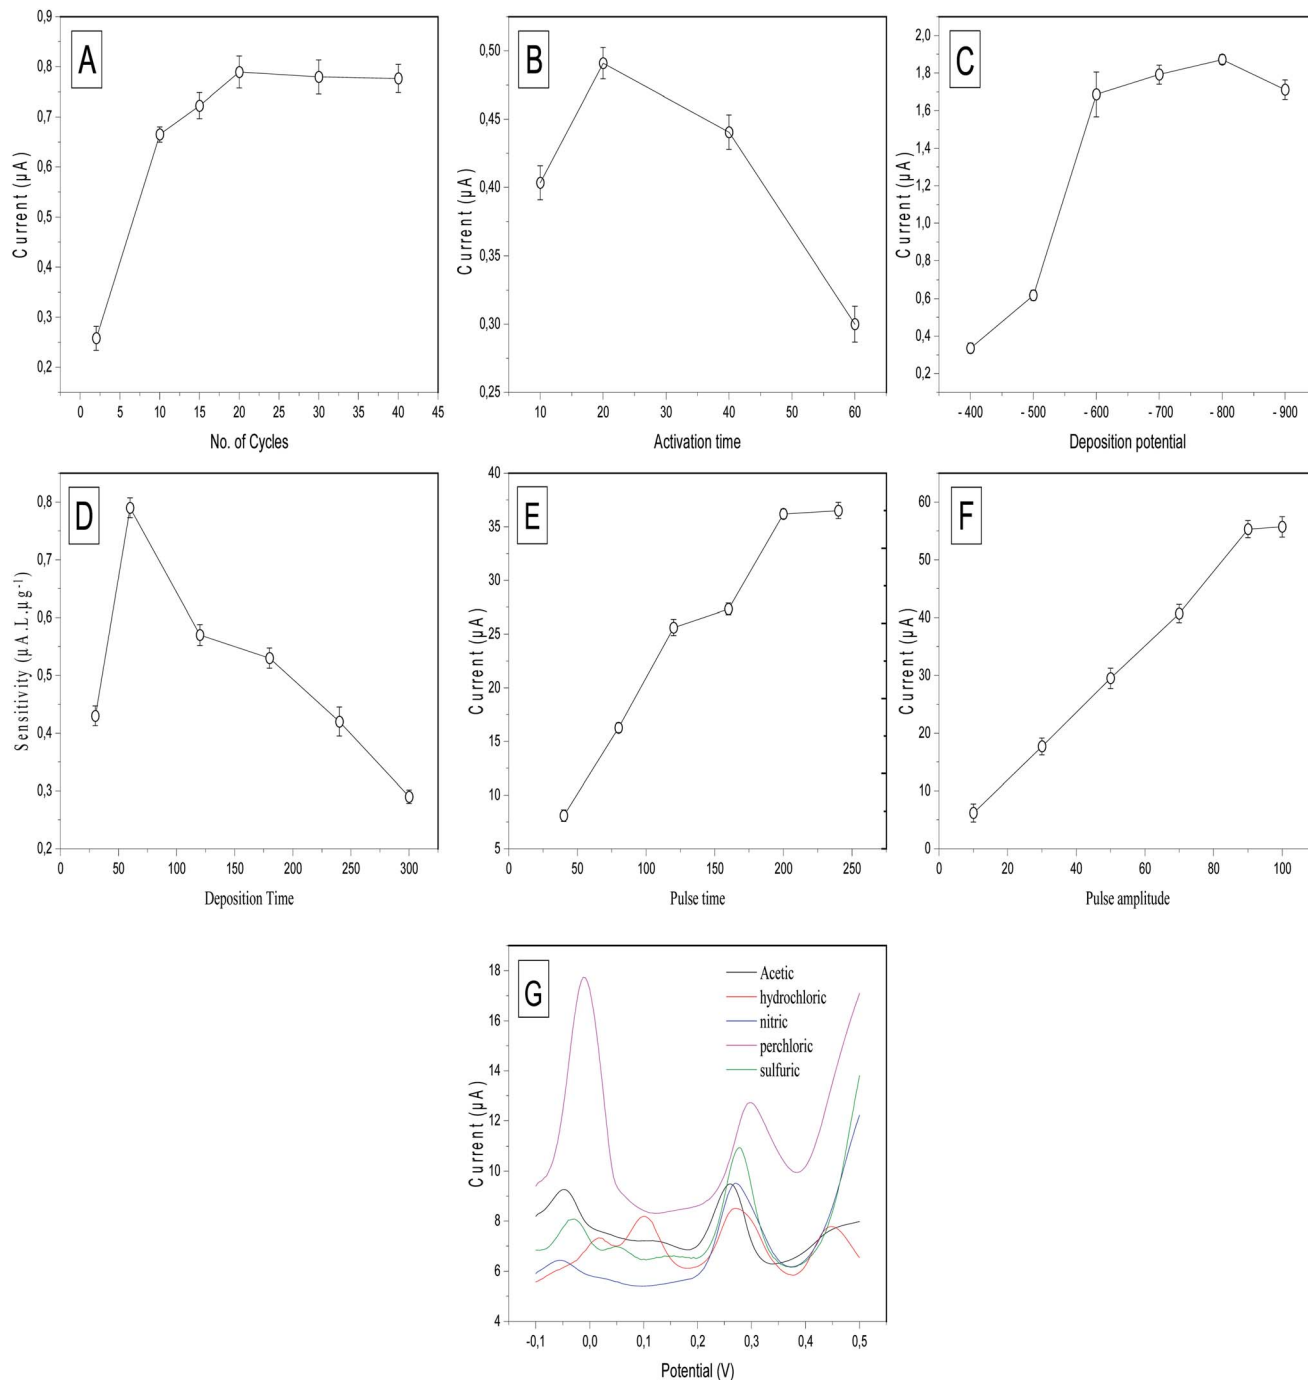 A
Current (µA)
0,9
0,8
0,7
0,6
0,5
0,4
0,3
0,2
0 5 10 15 20 25 30 35 40 45
No. of Cycles
B
Current (µA)
0,50
0,45
0,40
0,35
0,30
0,25
10 20 30 40 50 60
Activation time
C
Current (µA)
2,0
1,8
1,6
1,4
1,2
1,0
0,8
0,6
0,4
0,2
- 400 - 500 - 600 - 700 - 800 - 900
Deposition potential
D
Sensitivity (µA.L.µg⁻¹)
0,8
0,7
0,6
0,5
0,4
0,3
0,2
0 50 100 150 200 250 300
Deposition Time
E
Current (µA)
40
35
30
25
20
15
10
5
0 50 100 150 200 250
Pulse time
F
Current (µA)
60
50
40
30
20
10
0
0 20 40 60 80 100
Pulse amplitude
G
Current (µA)
18
16
14
12
10
8
6
4
Acetic
hydrochloric
nitric
perchloric
sulfuric
-0,1 0,0 0,1 0,2 0,3 0,4 0,5
Potential (V)